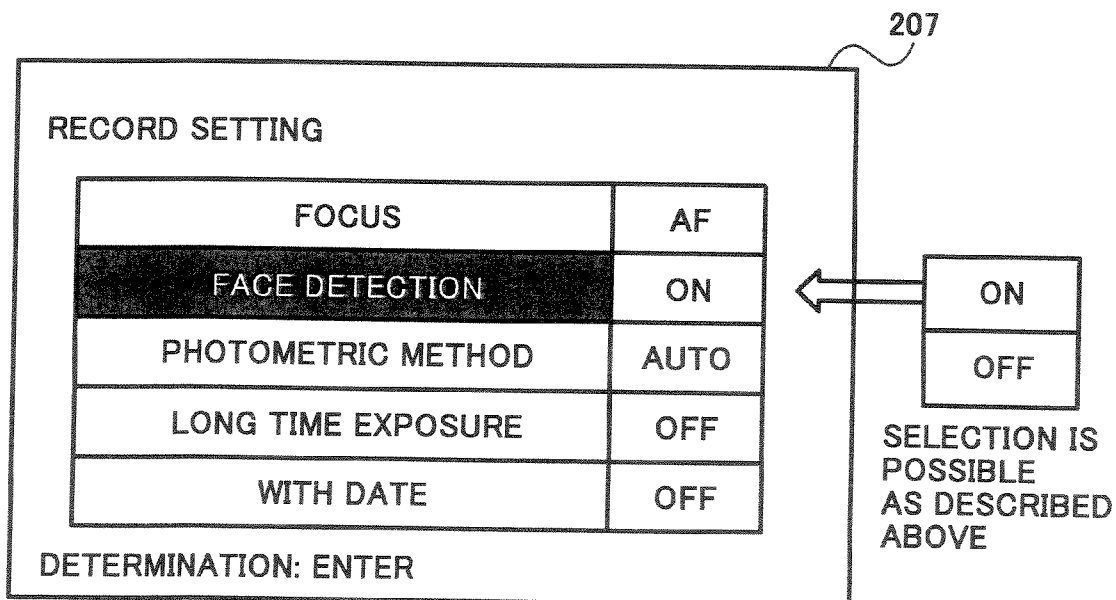 207
RECORD SETTING
FOCUS AF
FACE DETECTION ON
PHOTOMETRIC METHOD AUTO
LONG TIME EXPOSURE OFF
WITH DATE OFF
DETERMINATION: ENTER
ON
OFF
SELECTION IS
POSSIBLE
AS DESCRIBED
ABOVE